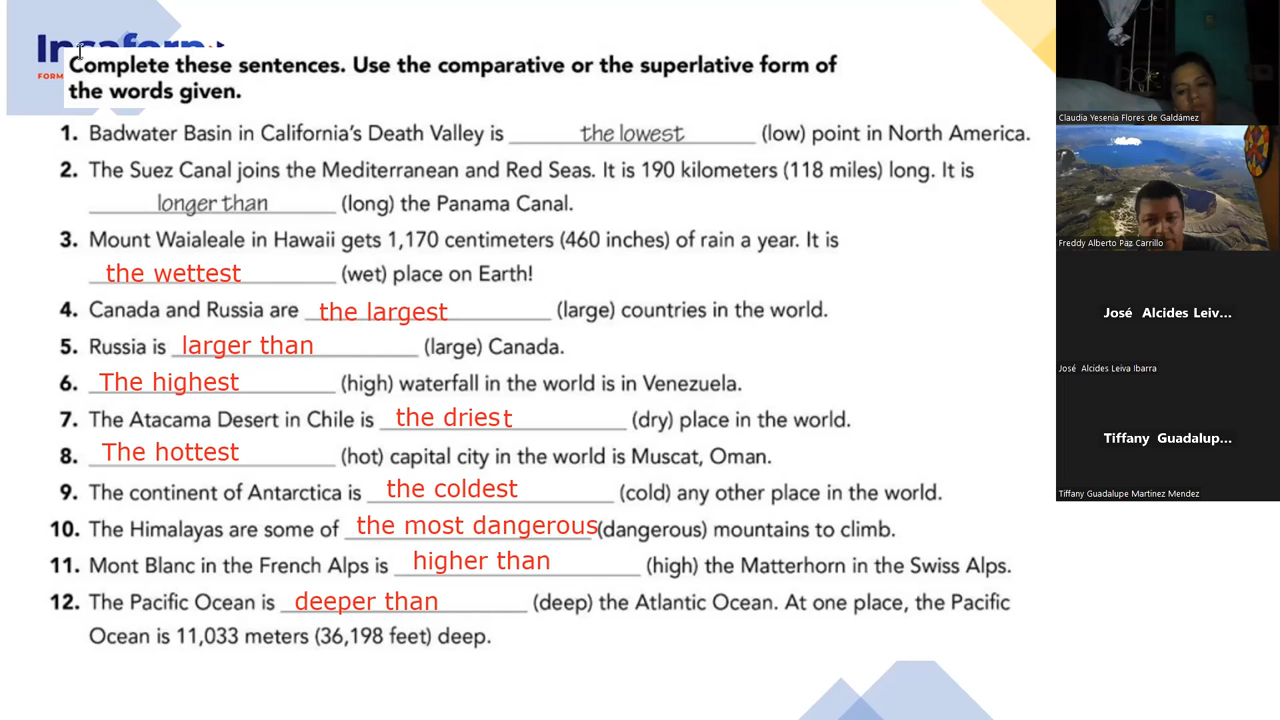 Insaforp
FORM
Complete these sentences. Use the comparative or the superlative form of
the words given.
1. Badwater Basin in California's Death Valley is the lowest (low) point in North America.
2. The Suez Canal joins the Mediterranean and Red Seas. It is 190 kilometers (118 miles) long. It is
longer than (long) the Panama Canal.
3. Mount Waialeale in Hawaii gets 1,170 centimeters (460 inches) of rain a year. It is
the wettest (wet) place on Earth!
4. Canada and Russia are the largest (large) countries in the world.
5. Russia is larger than (large) Canada.
6. The highest (high) waterfall in the world is in Venezuela.
7. The Atacama Desert in Chile is the driest (dry) place in the world.
8. The hottest (hot) capital city in the world is Muscat, Oman.
9. The continent of Antarctica is the coldest (cold) any other place in the world.
10. The Himalayas are some of the most dangerous (dangerous) mountains to climb.
11. Mont Blanc in the French Alps is higher than (high) the Matterhorn in the Swiss Alps.
12. The Pacific Ocean is deeper than (deep) the Atlantic Ocean. At one place, the Pacific
Ocean is 11,033 meters (36,198 feet) deep.
Claudia Yesenia Flores de Galdámez
Freddy Alberto Paz Carrillo
José Alcides Leiv...
José Alcides Leiva Ibarra
Tiffany Guadalup...
Tiffany Guadalupe Martinez Mendez